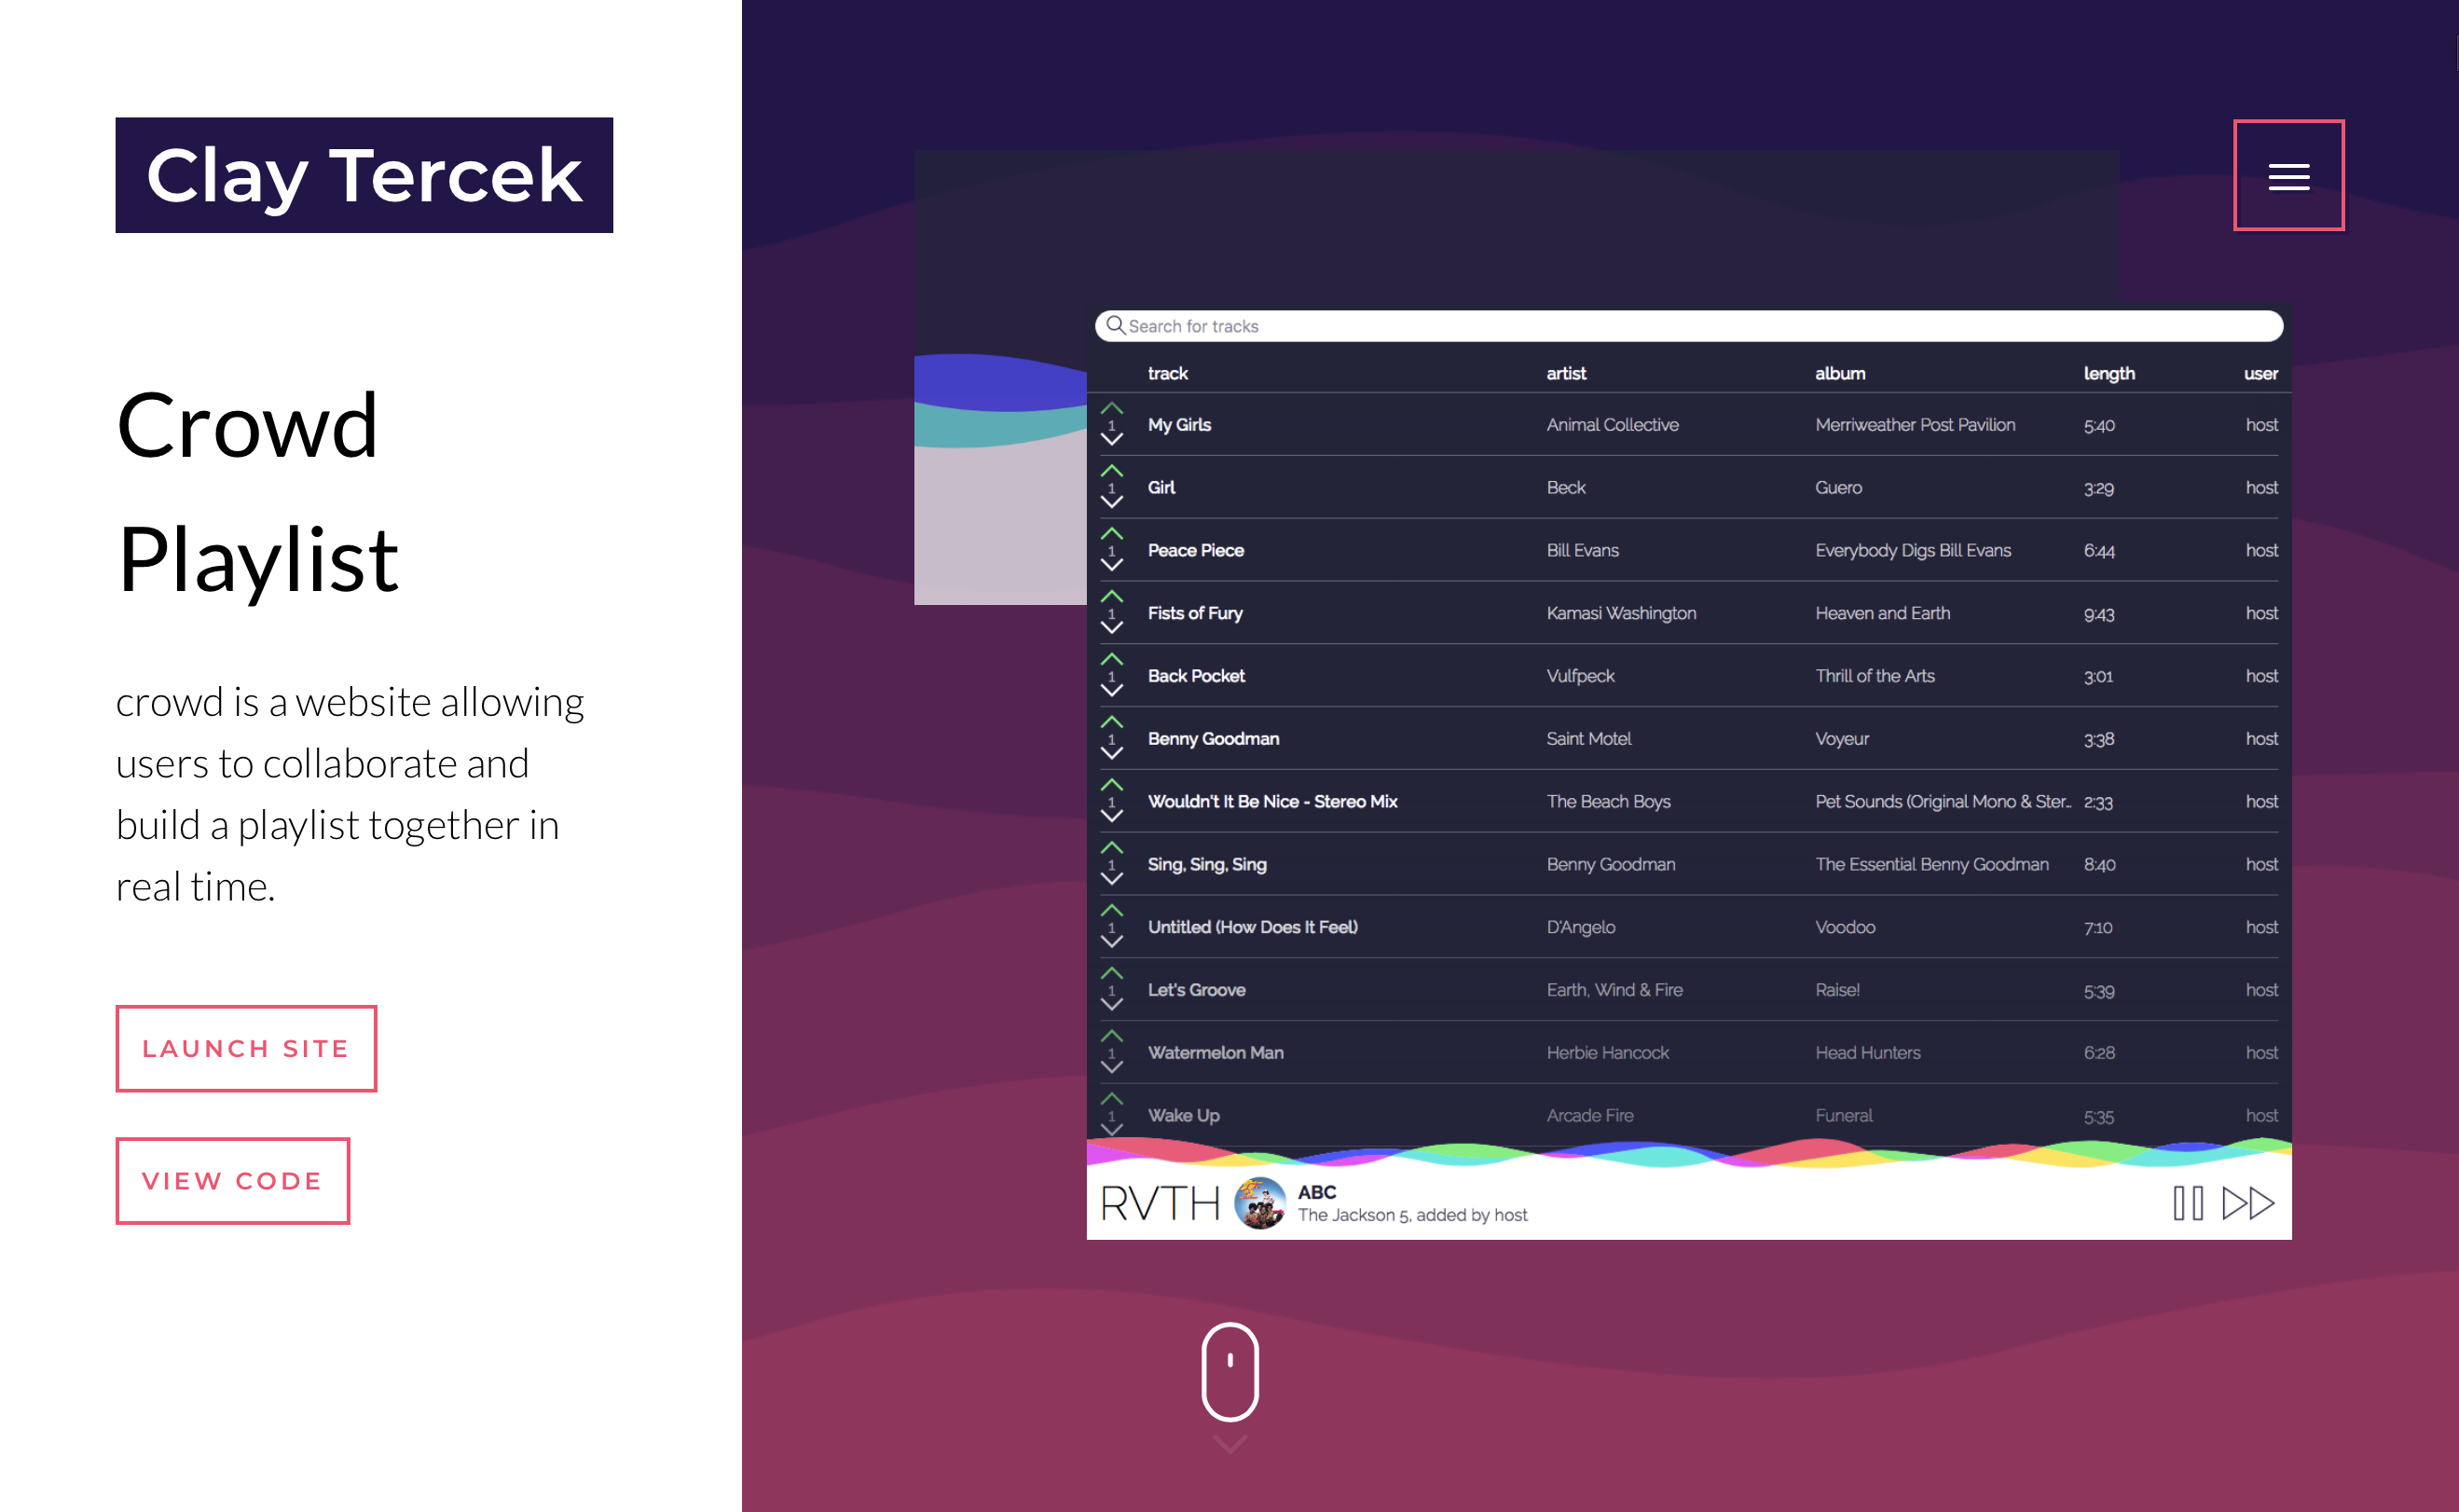 Clay Tercek
Crowd
Playlist
crowd is a website allowing
users to collaborate and
build a playlist together in
real time.
LAUNCH SITE
VIEW CODE
Search for tracks
track artist album length user
1 My Girls Animal Collective Merriweather Post Pavilion 5:40 host
1 Girl Beck Guero 3:29 host
1 Peace Piece Bill Evans Everybody Digs Bill Evans 6:44 host
1 Fists of Fury Kamasi Washington Heaven and Earth 9:43 host
1 Back Pocket Vulfpeck Thrill of the Arts 3:01 host
1 Benny Goodman Saint Motel Voyeur 3:38 host
1 Wouldn't It Be Nice - Stereo Mix The Beach Boys Pet Sounds (Original Mono & Ster... 2:33 host
1 Sing, Sing, Sing Benny Goodman The Essential Benny Goodman 8:40 host
1 Untitled (How Does It Feel) D'Angelo Voodoo 7:10 host
1 Let's Groove Earth, Wind & Fire Raise! 5:39 host
1 Watermelon Man Herbie Hancock Head Hunters 6:28 host
1 Wake Up Arcade Fire Funeral 5:35 host
RVTH
ABC
The Jackson 5, added by host